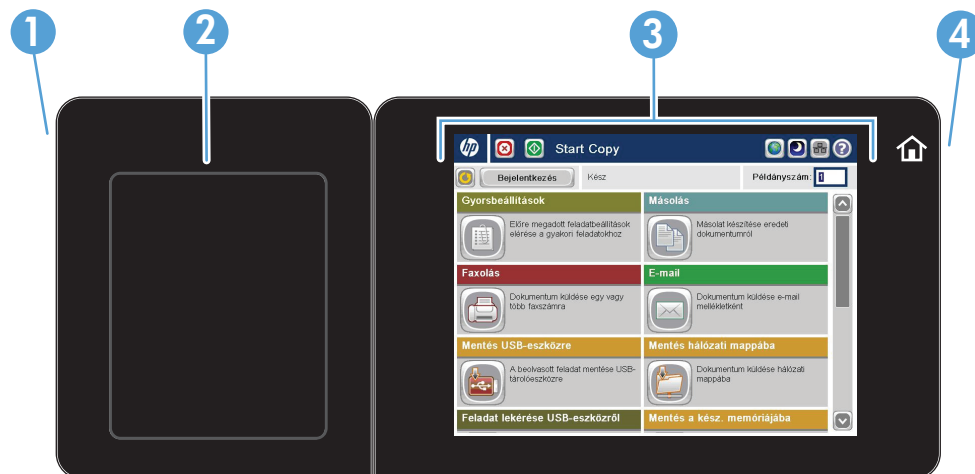 1
2
3
4
hp
Start Copy
?
Bejelentkezés
Kész
Példányszám: 1
Gyorsbeállítások
Előre megadott feladatbeállítások
elérése a gyakori feladatokhoz
Másolás
Másolat készítése eredeti
dokumentumról
Faxolás
Dokumentum küldése egy vagy
több faxszámra
E-mail
Dokumentum küldése e-mail
mellékletként
Mentés USB-eszközre
A beolvasott feladat mentése USB-
tárolóeszközre
Mentés hálózati mappába
Dokumentum küldése hálózati
mappába
Feladat lekérése USB-eszközről
Mentés a kész. memóriájába